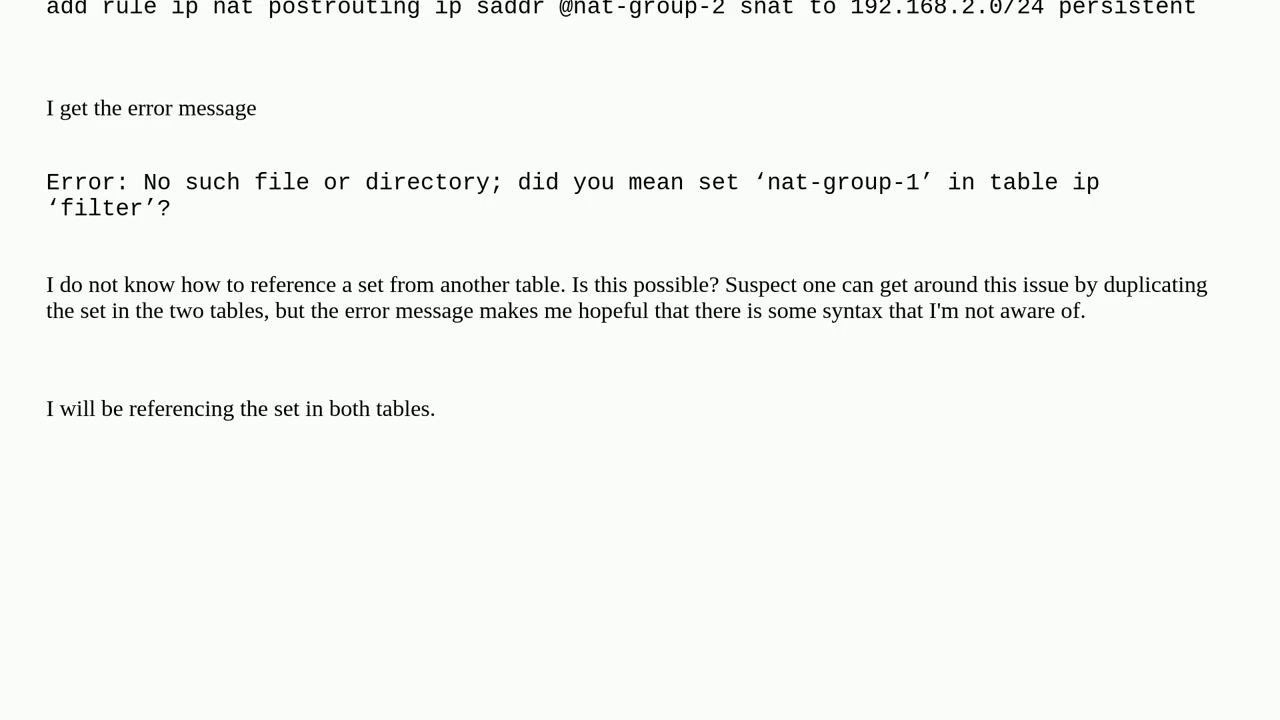 add rule ip nat postrouting ip saddr @nat-group-2 snat to 192.168.2.0/24 persistent
I get the error message
Error: No such file or directory; did you mean set ‘nat-group-1’ in table ip
‘filter’?
I do not know how to reference a set from another table. Is this possible? Suspect one can get around this issue by duplicating
the set in the two tables, but the error message makes me hopeful that there is some syntax that I'm not aware of.
I will be referencing the set in both tables.